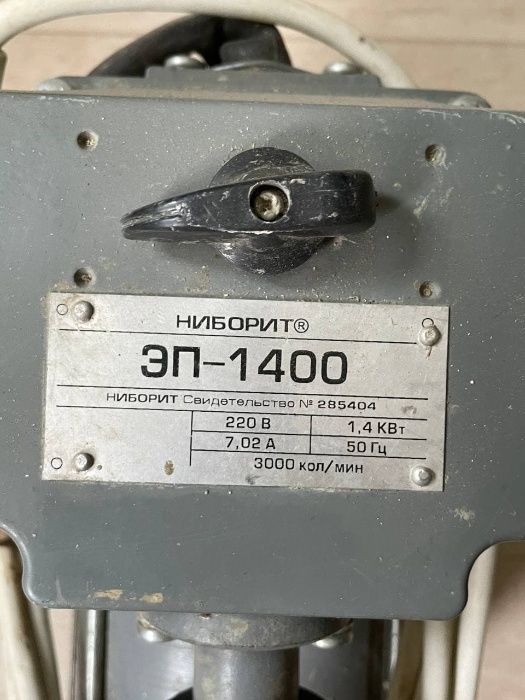 НИБОРИТ®
ЭП-1400
НИБОРИТ Свидетельство № 285404
220 В 1,4 КВт
7,02 А 50 Гц
3000 кол/мин